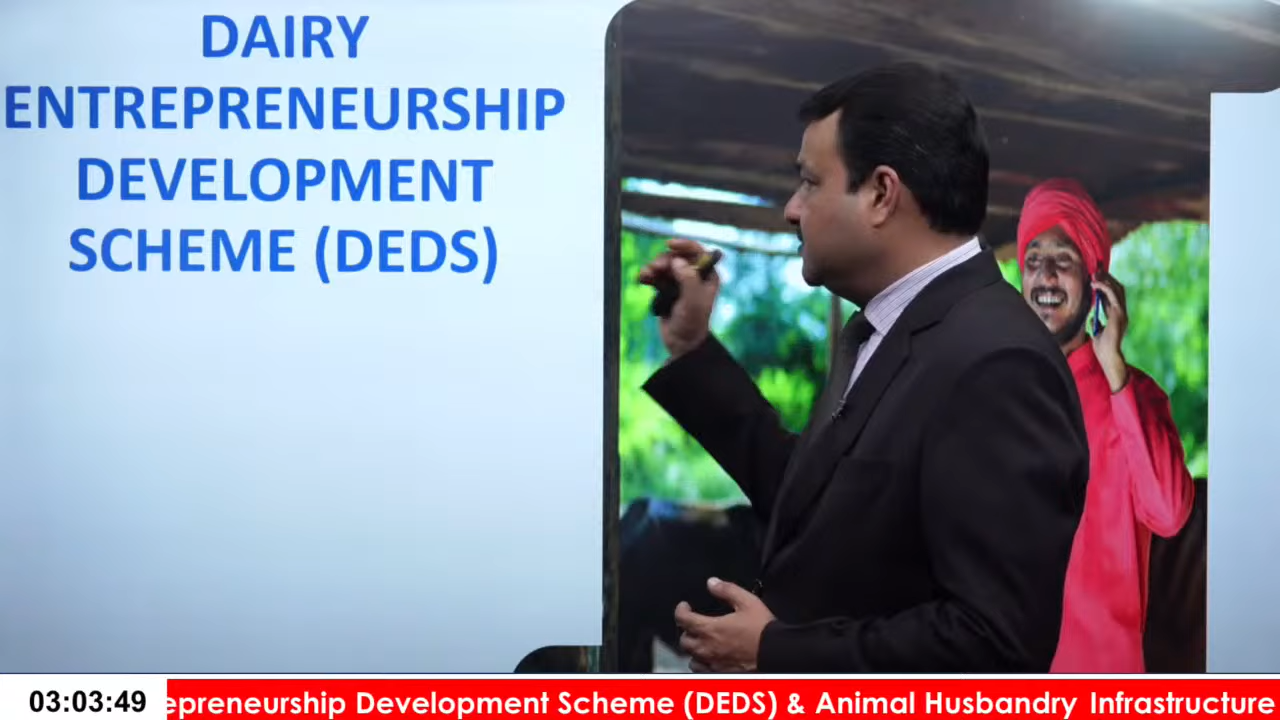 DAIRY
ENTREPRENEURSHIP
DEVELOPMENT
SCHEME (DEDS)
03:03:49
epreneurship Development Scheme (DEDS) & Animal Husbandry Infrastructure